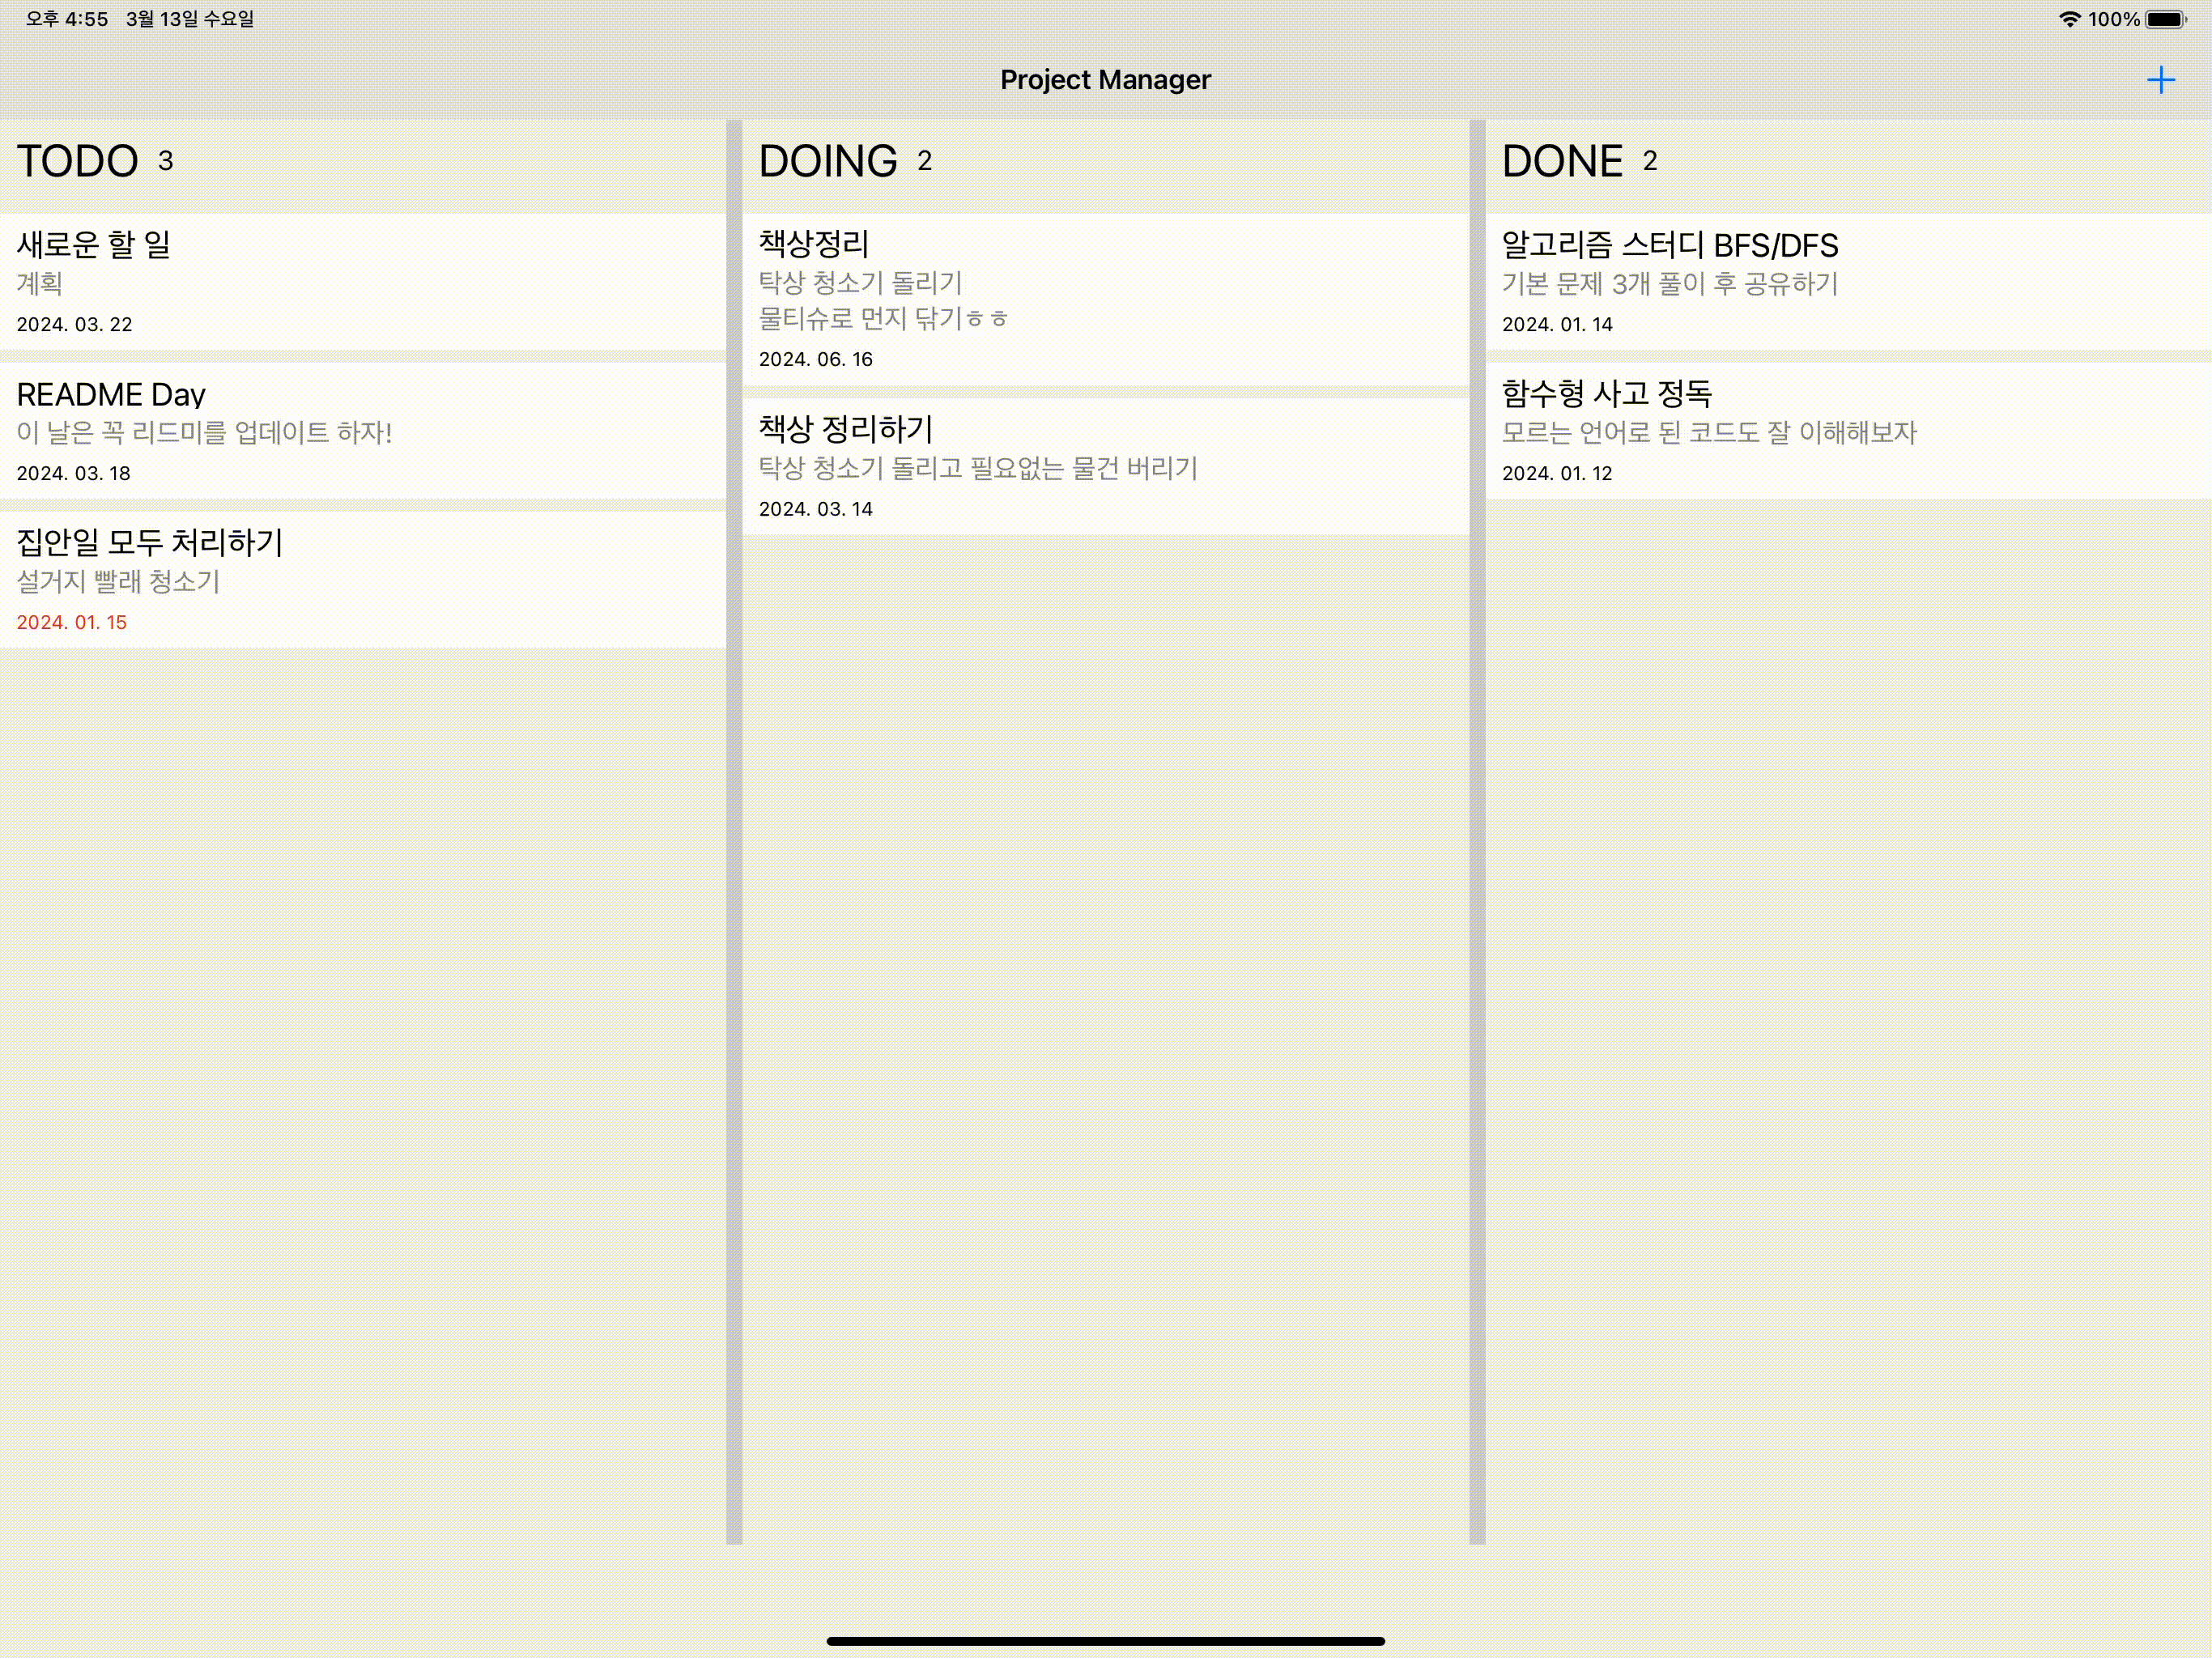 오후 4:55 3월 13일 수요일 100%
Project Manager
TODO 3
새로운 할 일
계획
2024. 03. 22
README Day
이 날은 꼭 리드미를 업데이트 하자!
2024. 03. 18
집안일 모두 처리하기
설거지 빨래 청소기
2024. 01. 15
DOING 2
책상정리
탁상 청소기 돌리기
물티슈로 먼지 닦기ㅎㅎ
2024. 06. 16
책상 정리하기
탁상 청소기 돌리고 필요없는 물건 버리기
2024. 03. 14
DONE 2
알고리즘 스터디 BFS/DFS
기본 문제 3개 풀이 후 공유하기
2024. 01. 14
함수형 사고 정독
모르는 언어로 된 코드도 잘 이해해보자
2024. 01. 12